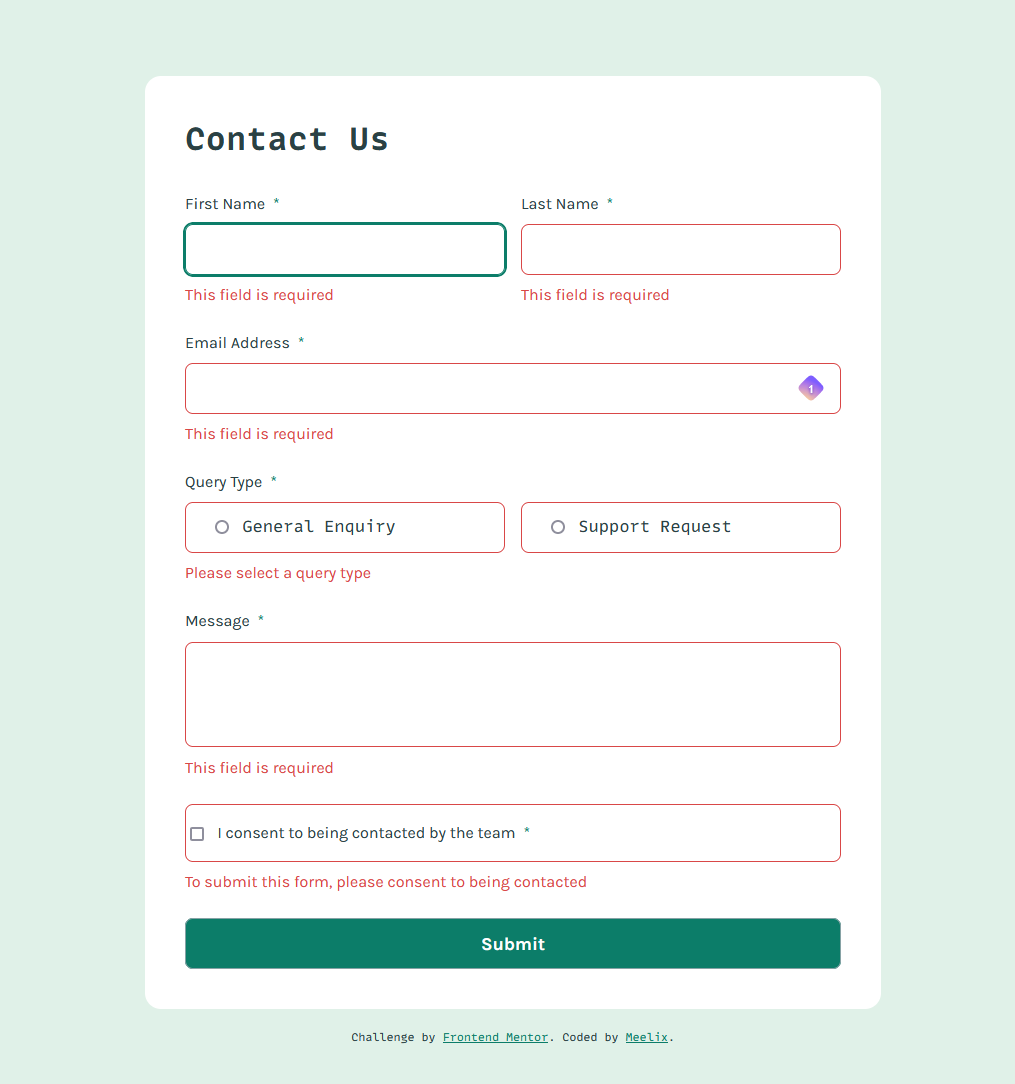 Contact Us
First Name *
Last Name *
This field is required
This field is required
Email Address *
1
This field is required
Query Type *
General Enquiry
Support Request
Please select a query type
Message *
This field is required
I consent to being contacted by the team *
To submit this form, please consent to being contacted
Submit
Challenge by Frontend Mentor. Coded by Meelix.